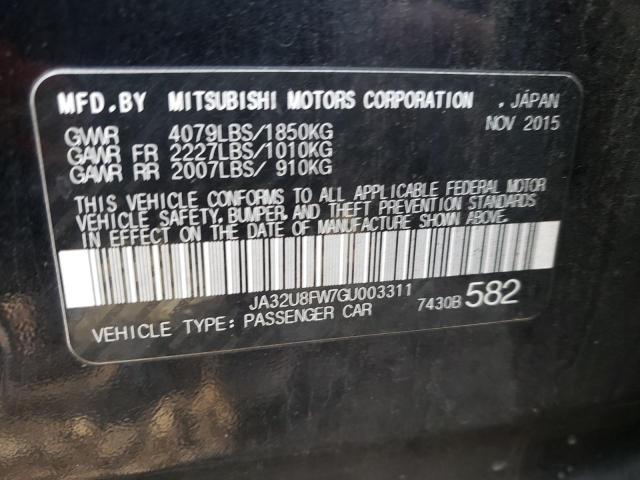 MFD.BY MITSUBISHI MOTORS CORPORATION . JAPAN
NOV 2015
GVWR 4079LBS/1850KG
GAWR FR 2227LBS/1010KG
GAWR RR 2007LBS/ 910KG
THIS VEHICLE CONFORMS TO ALL APPLICABLE FEDERAL MOTOR
VEHICLE SAFETY, BUMPER, AND THEFT PREVENTION STANDARDS
IN EFFECT ON THE DATE OF MANUFACTURE SHOWN ABOVE.
JA32U8FW7GU003311 7430B 582
VEHICLE TYPE: PASSENGER CAR